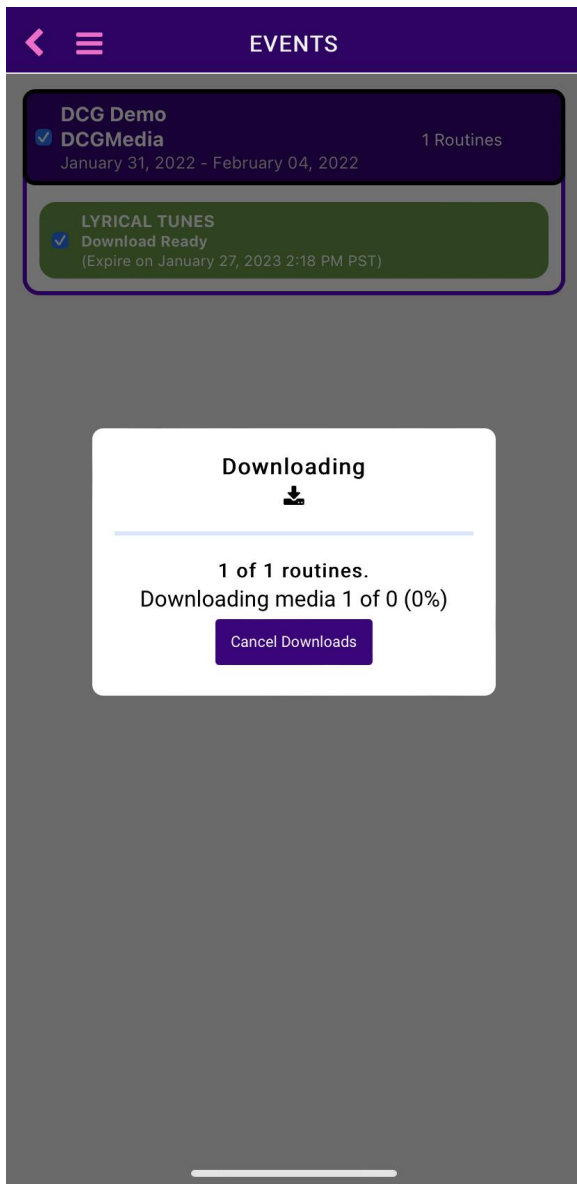 EVENTS
DCG Demo
DCGMedia
1 Routines
January 31, 2022 - February 04, 2022
LYRICAL TUNES
Download Ready
(Expire on January 27, 2023 2:18 PM PST)
Downloading
1 of 1 routines.
Downloading media 1 of 0 (0%)
Cancel Downloads